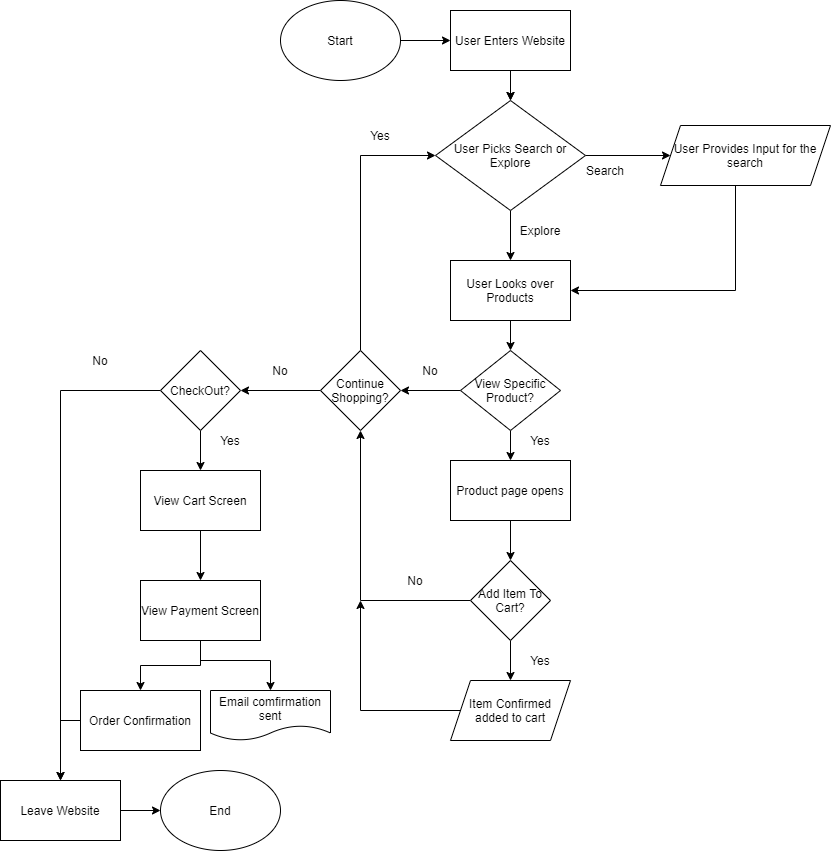 Start
User Enters Website
Yes
User Picks Search or
Explore
User Provides Input for the
search
Search
Explore
User Looks over
Products
No
CheckOut?
No
Continue
Shopping?
No
View Specific
Product?
Yes
Yes
View Cart Screen
Product page opens
No
Add Item To
Cart?
View Payment Screen
Yes
Order Confirmation
Email comfirmation
sent
Item Confirmed
added to cart
Leave Website
End